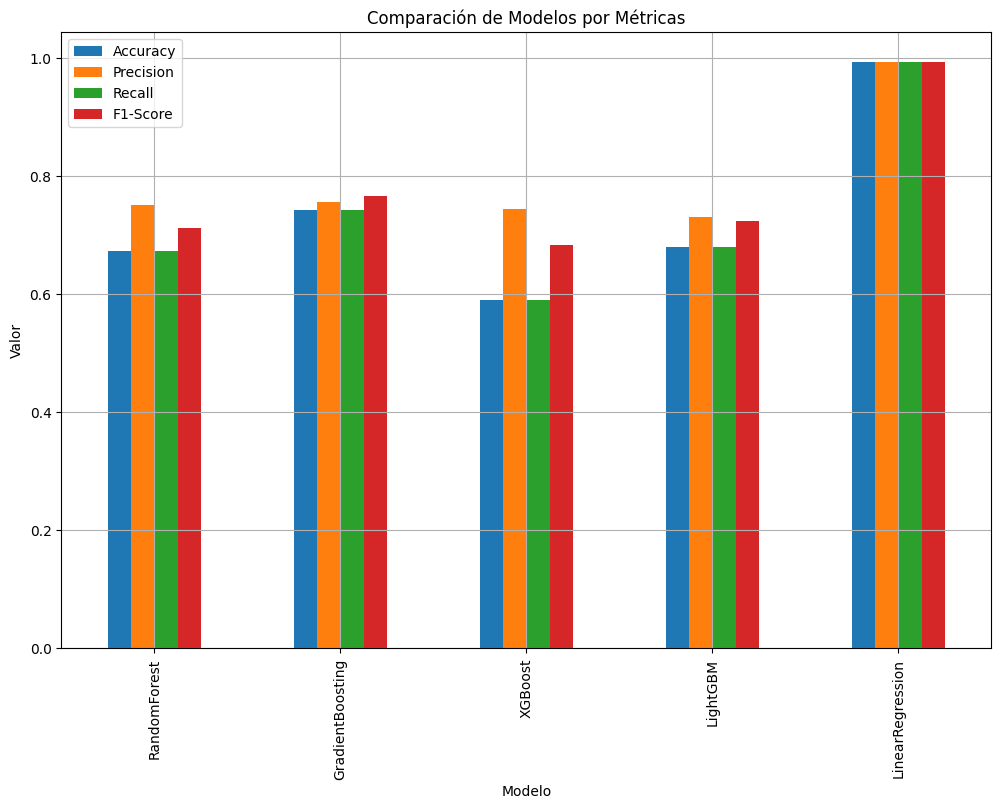 Comparación de Modelos por Métricas
Accuracy
Precision
Recall
F1-Score
Valor
1.0
0.8
0.6
0.4
0.2
0.0
RandomForest
GradientBoosting
XGBoost
LightGBM
LinearRegression
Modelo